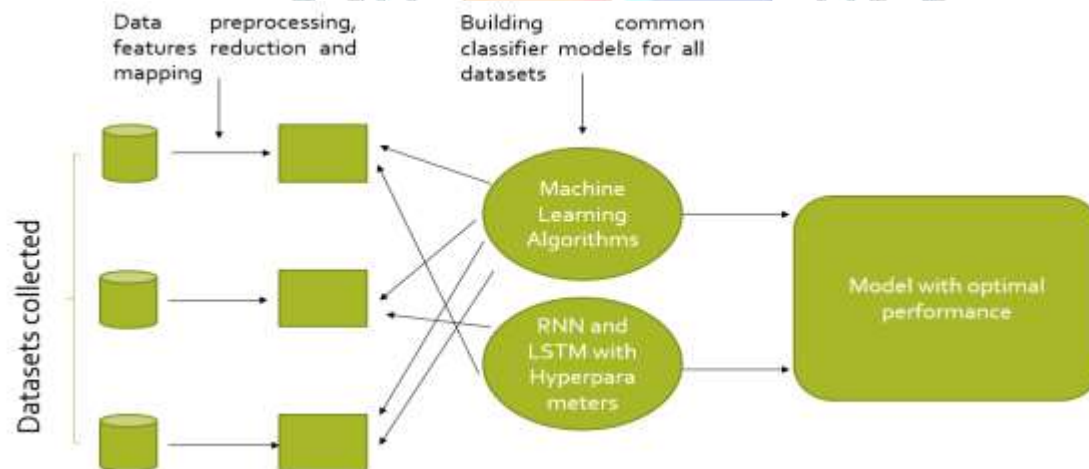 Data preprocessing,
features reduction and
mapping
Building common
classifier models for all
datasets
Datasets collected
Machine
Learning
Algorithms
RNN and
LSTM with
Hyperpara
meters
Model with optimal
performance